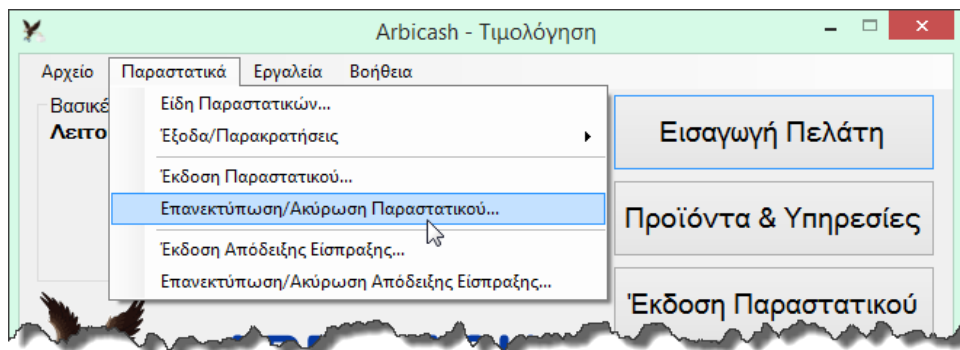 Arbicash - Τιμολόγηση
Αρχείο Παραστατικά Εργαλεία Βοήθεια
Είδη Παραστατικών...
Έξοδα/Παρακρατήσεις
Έκδοση Παραστατικού...
Επανεκτύπωση/Ακύρωση Παραστατικού...
Έκδοση Απόδειξης Είσπραξης...
Επανεκτύπωση/Ακύρωση Απόδειξης Είσπραξης...
Εισαγωγή Πελάτη
Προϊόντα & Υπηρεσίες
Έκδοση Παραστατικού